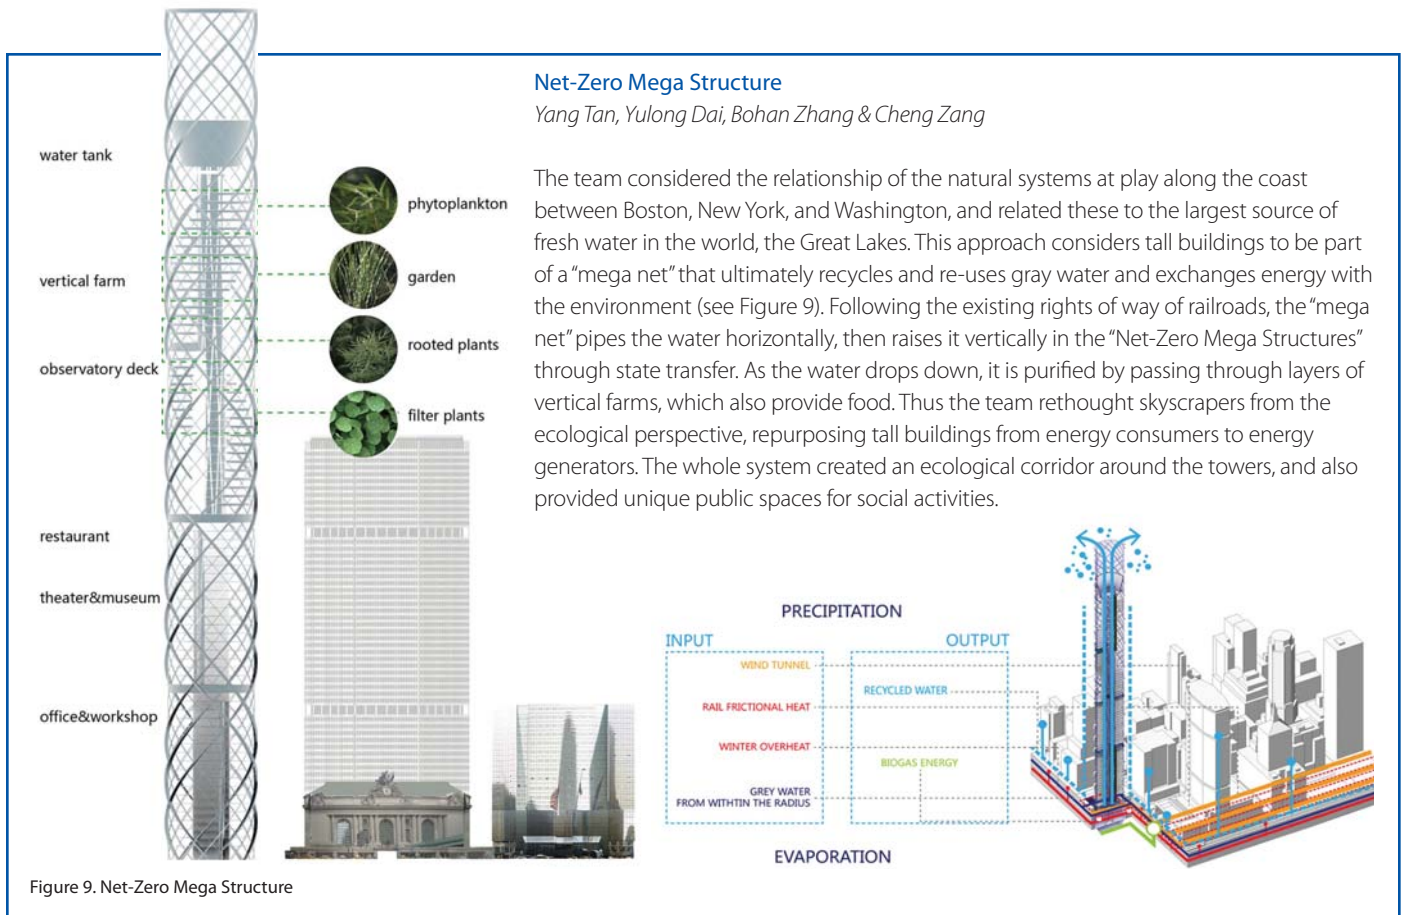 Net-Zero Mega Structure
Yang Tan, Yulong Dai, Bohan Zhang & Cheng Zang
The team considered the relationship of the natural systems at play along the coast
between Boston, New York, and Washington, and related these to the largest source of
fresh water in the world, the Great Lakes. This approach considers tall buildings to be part
of a “mega net” that ultimately recycles and re-uses gray water and exchanges energy with
the environment (see Figure 9). Following the existing rights of way of railroads, the “mega
net” pipes the water horizontally, then raises it vertically in the “Net-Zero Mega Structures”
through state transfer. As the water drops down, it is purified by passing through layers of
vertical farms, which also provide food. Thus the team rethought skyscrapers from the
ecological perspective, repurposing tall buildings from energy consumers to energy
generators. The whole system created an ecological corridor around the towers, and also
provided unique public spaces for social activities.
water tank
vertical farm
observatory deck
restaurant
theater&museum
office&workshop
phytoplankton
garden
rooted plants
filter plants
PRECIPITATION
INPUT
OUTPUT
WIND TUNNEL
RECYCLED WATER
RAIL FRICTIONAL HEAT
WINTER OVERHEAT
BIOGAS ENERGY
GREY WATER
FROM WITHTIN THE RADIUS
EVAPORATION
Figure 9. Net-Zero Mega Structure